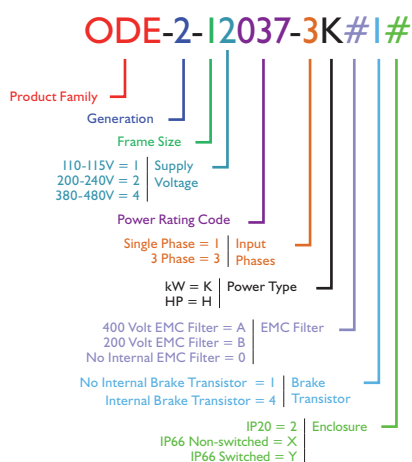 ODE-2-12037-3K#1#
Product Family
Generation
Frame Size
110-115V = 1 Supply
200-240V = 2 Voltage
380-480V = 4
Power Rating Code
Single Phase = 1 Input
3 Phase = 3 Phases
kW = K Power Type
HP = H
400 Volt EMC Filter = A EMC Filter
200 Volt EMC Filter = B
No Internal EMC Filter = 0
No Internal Brake Transistor = 1 Brake
Internal Brake Transistor = 4 Transistor
IP20 = 2 Enclosure
IP66 Non-switched = X
IP66 Switched = Y